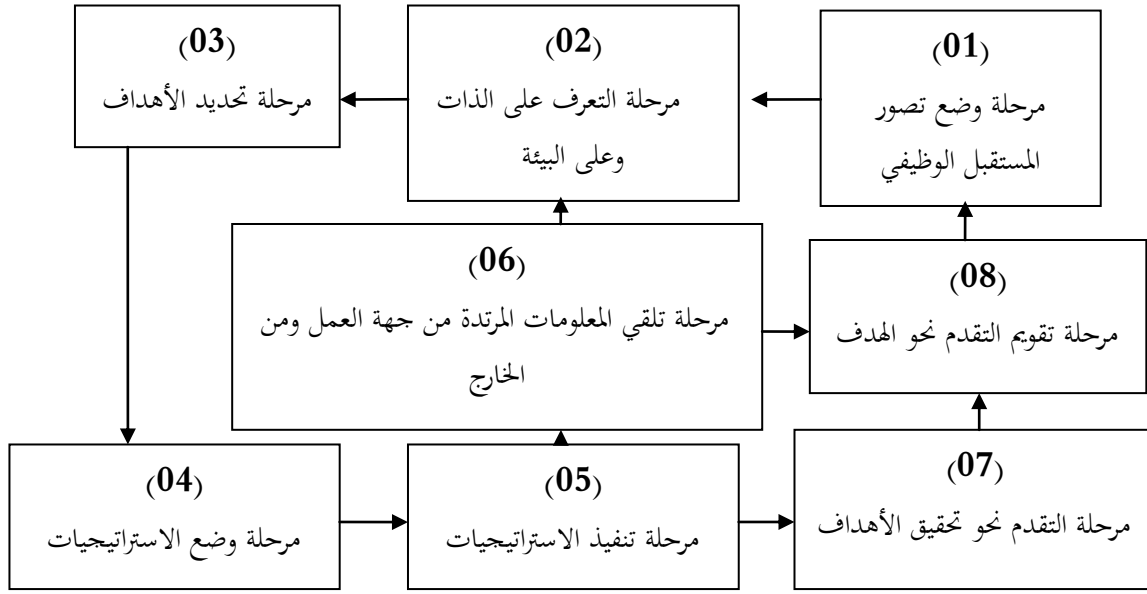 (01)
مرحلة وضع تصور
المستقبل الوظيفي
(02)
مرحلة التعرف على الذات
وعلى البيئة
(03)
مرحلة تحديد الأهداف
(06)
مرحلة تلقي المعلومات المرتدة من جهة العمل ومن
الخارج
(08)
مرحلة تقويم التقدم نحو الهدف
(04)
مرحلة وضع الاستراتيجيات
(05)
مرحلة تنفيذ الاستراتيجيات
(07)
مرحلة التقدم نحو تحقيق الأهداف